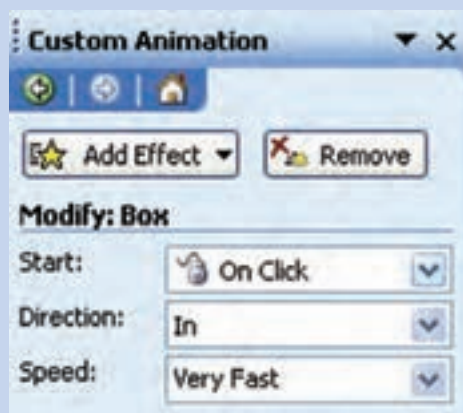 Custom Animation
Add Effect Remove
Modify: Box
Start: On Click
Direction: In
Speed: Very Fast